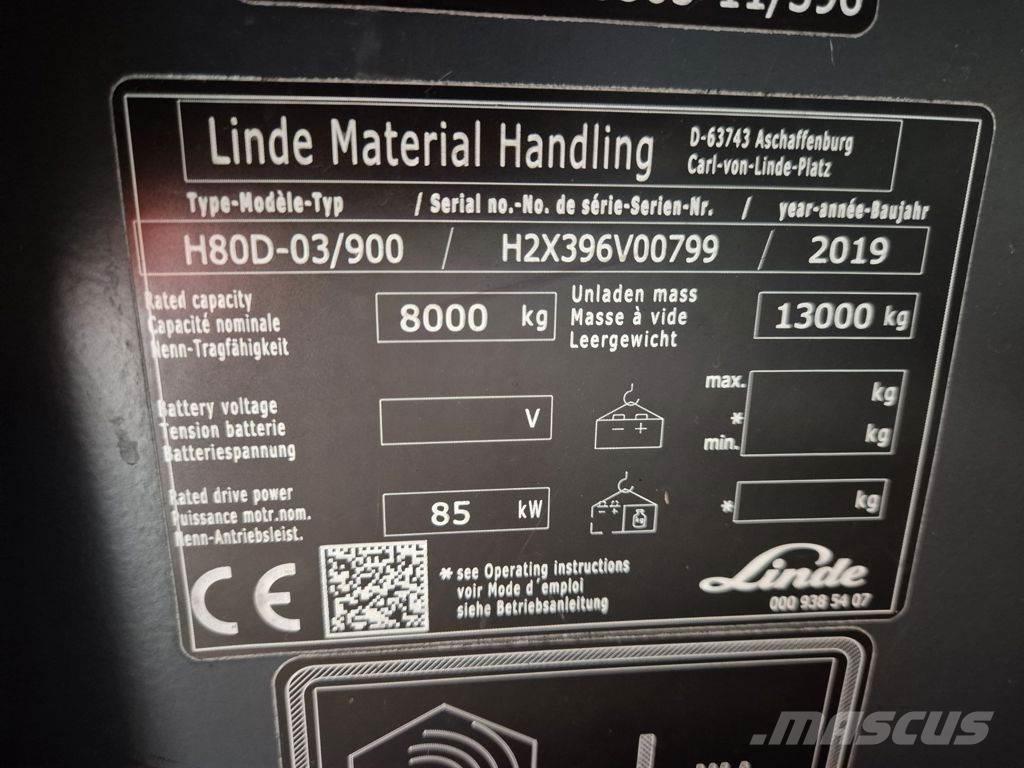 Linde Material Handling
D-63743 Aschaffenburg
Carl-von-Linde-Platz
Type-Modèle-Typ / Serial no.-No. de série-Serien-Nr. / year-année-Baujahr
H80D-03/900 / H2X396V00799 / 2019
Rated capacity
Capacité nominale
Nenn-Tragfähigkeit
8000 kg
Unladen mass
Masse à vide
Leergewicht
13000 kg
Battery voltage
Tension batterie
Batteriespannung
V
- +
max.
*
min.
kg
kg
Rated drive power
Puissance motr.nom.
Nenn-Antriebsleist.
85 kW
- +
kg
*
kg
CE
* see Operating instructions
voir Mode d'emploi
siehe Betriebsanleitung
Linde
000 938 54 07
MASCUS